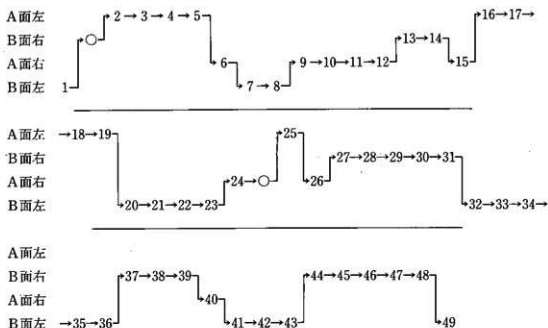 A面左 2→3→4→5 16→17→
B面右 ○ 13→14
A面右 6 9→10→11→12 15
B面左 1 7→8
A面左 →18→19 25
B面右 27→28→29→30→31
A面右 24→○ 26
B面左 20→21→22→23 32→33→34→
A面左
B面右 37→38→39 44→45→46→47→48
A面右 40
B面左 →35→36 41→42→43 49